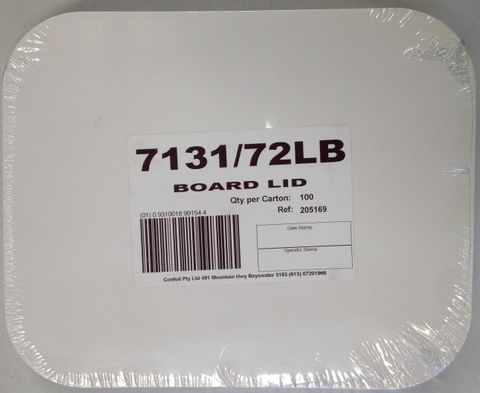 7131/72LB
BOARD LID
Qty per Carton: 100
Ref: 205169
(01) 0 9310018 99154 4
Date Stamp
Operator Stamp
Confoil Pty Ltd 491 Mountain Hwy Bayswater 3153 (613) 87201966